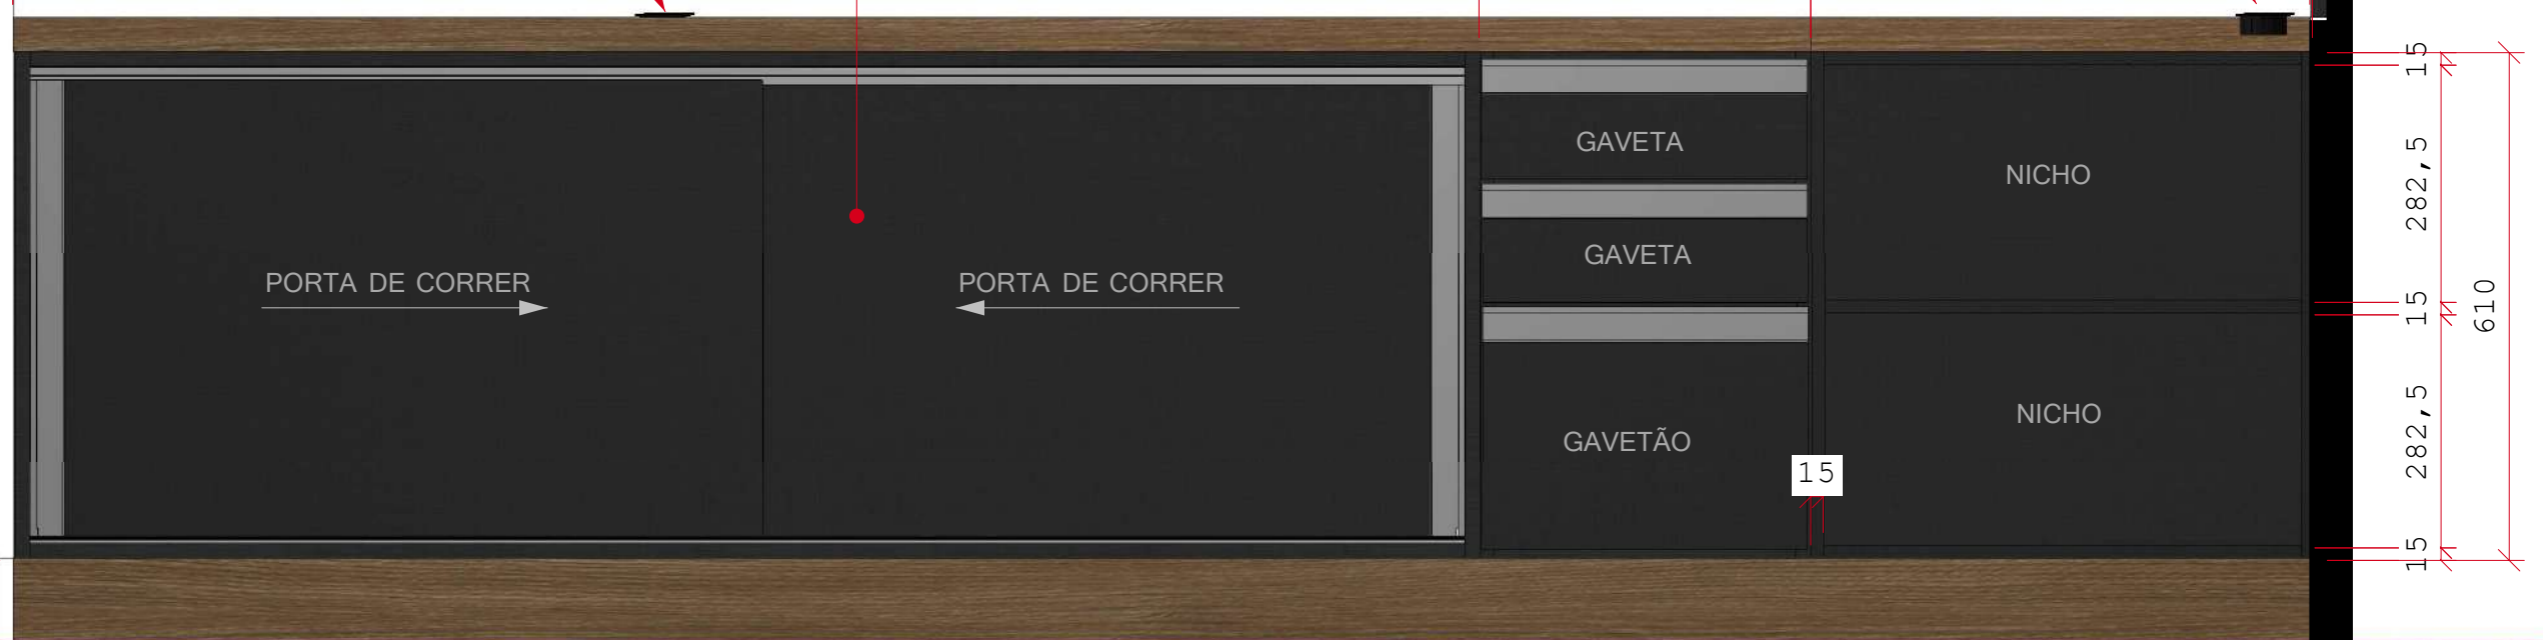 PORTA DE CORRER
PORTA DE CORRER
GAVETA
GAVETA
GAVETÃO
15
NICHO
NICHO
15
282,5
15
282,5
15
610